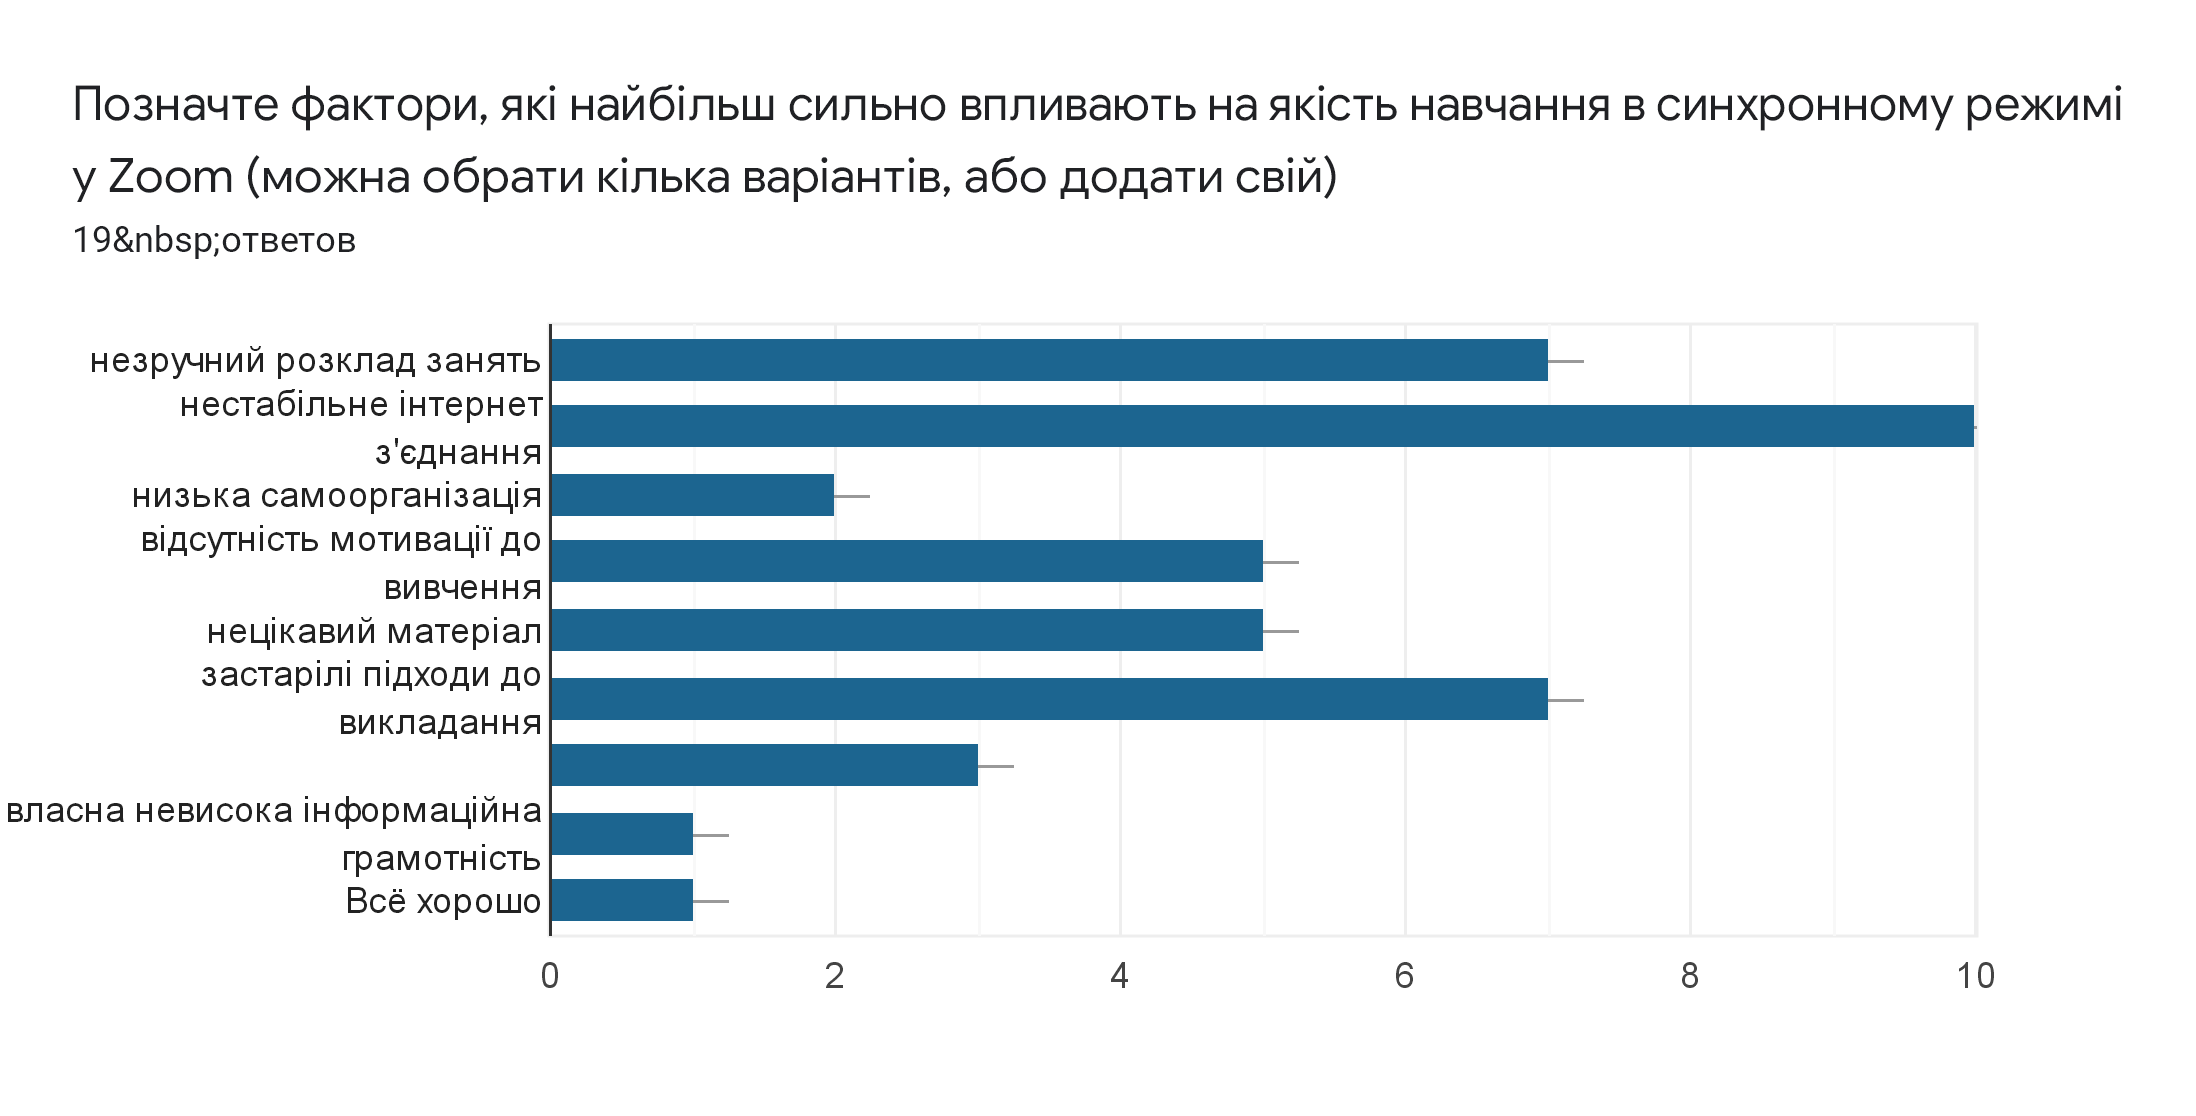 Позначте фактори, які найбільш сильно впливають на якість навчання в синхронному режимі
у Zoom (можна обрати кілька варіантів, або додати свій)
19&nbsp;ответов
незручний розклад занять
нестабільне інтернет
з'єднання
низька самоорганізація
відсутність мотивації до
вивчення
нецікавий матеріал
застарілі підходи до
викладання
власна невисока інформаційна
грамотність
Всё хорошо
0 2 4 6 8 10